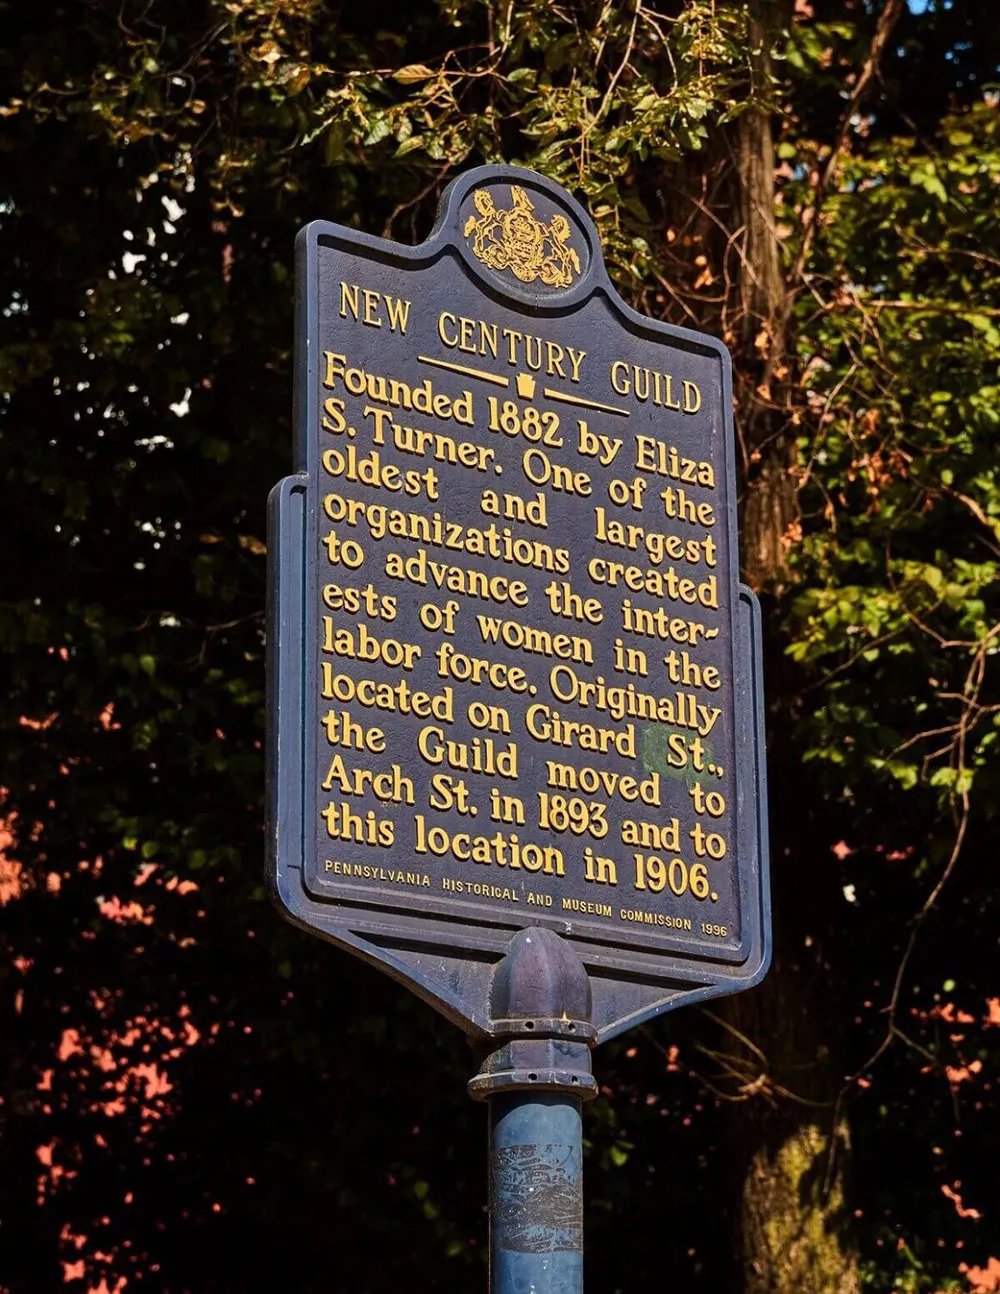 NEW CENTURY GUILD
Founded 1882 by Eliza
S. Turner. One of the
oldest and largest
organizations created
to advance the inter-
ests of women in the
labor force. Originally
located on Girard St.,
the Guild moved to
Arch St. in 1893 and to
this location in 1906.
PENNSYLVANIA HISTORICAL AND MUSEUM COMMISSION 1996